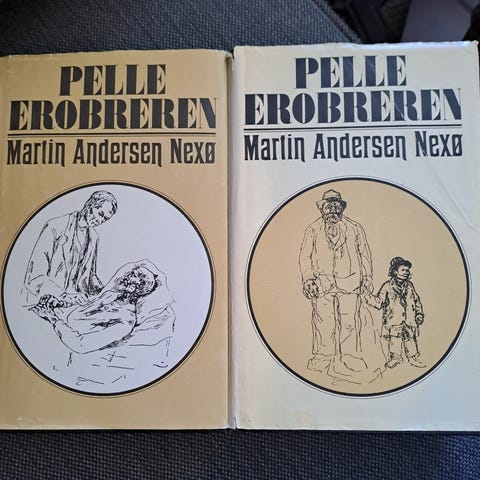 PELLE
EROBREREN
Martin Andersen Nexø
PELLE
EROBREREN
Martin Andersen Nexø